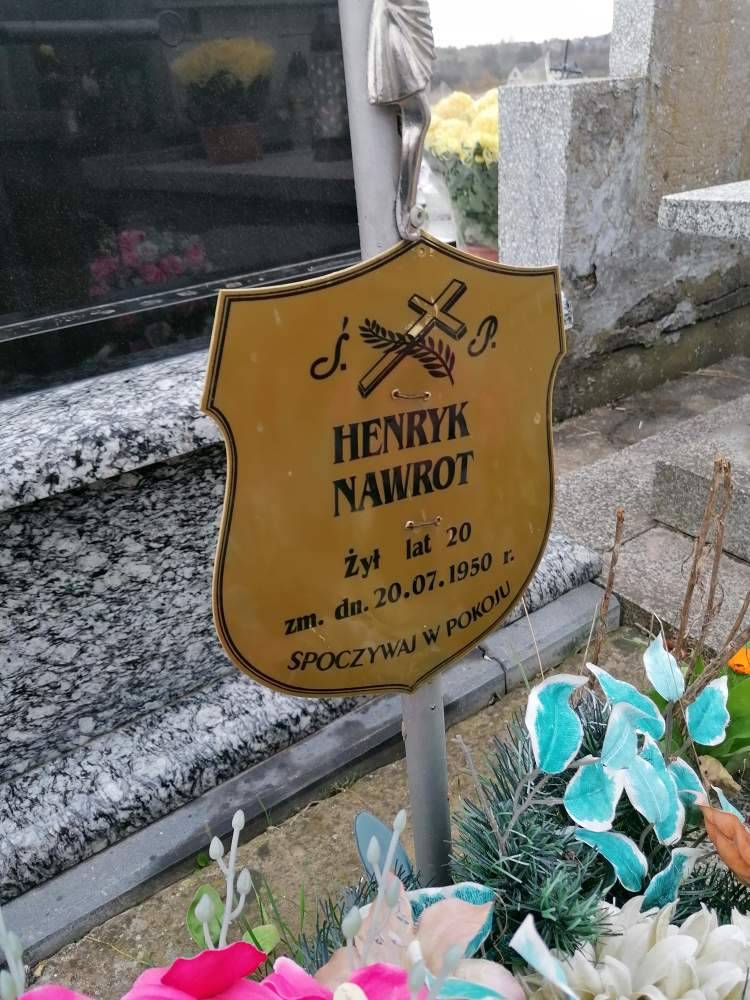 Ś. P.
HENRYK
NAWROT
Żył lat 20
zm. dn. 20.07.1950 r.
SPOCZYWAJ W POKOJU